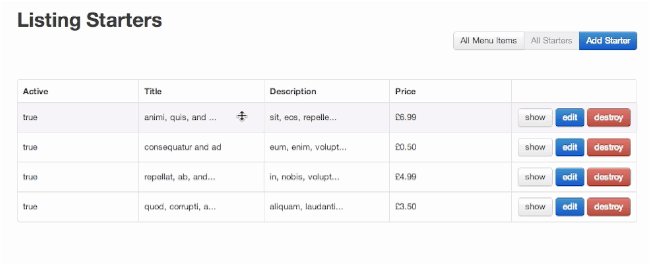 Listing Starters
All Menu Items All Starters Add Starter
Active Title Description Price
true animi, quis, and ... sit, eos, repelle... £6.99 show edit destroy
true consequatur and ad eum, enim, volupt... £0.50 show edit destroy
true repellat, ab, and... in, nobis, volupt... £4.99 show edit destroy
true quod, corrupti, a... aliquam, laudanti... £3.50 show edit destroy